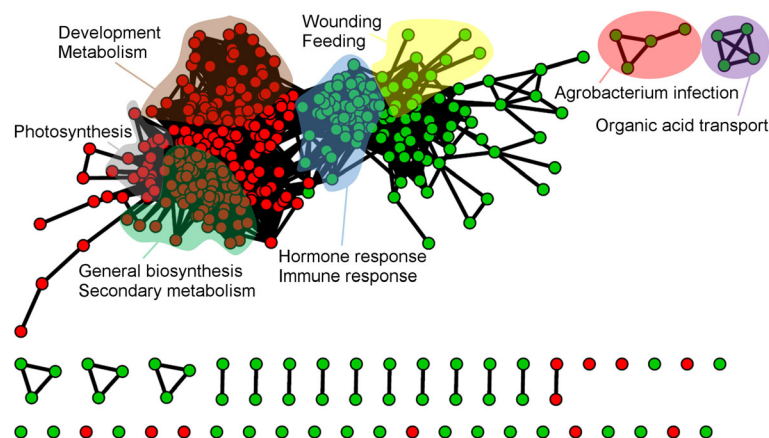 Development
Metabolism
Wounding
Feeding
Photosynthesis
Agrobacterium infection
Organic acid transport
General biosynthesis
Secondary metabolism
Hormone response
Immune response